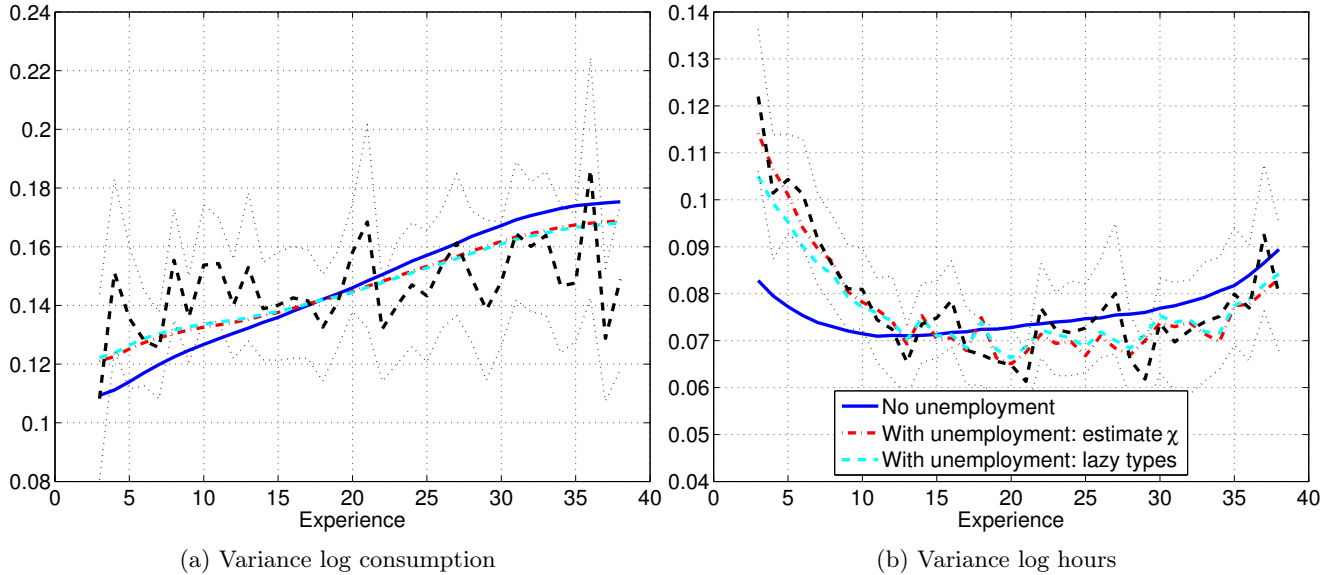 0.24
0.22
0.2
0.18
0.16
0.14
0.12
0.1
0.08
0 5 10 15 20 25 30 35 40
Experience
(a) Variance log consumption
0.14
0.13
0.12
0.11
0.1
0.09
0.08
0.07
0.06
0.05
0.04
No unemployment
With unemployment: estimate χ
With unemployment: lazy types
0 5 10 15 20 25 30 35 40
Experience
(b) Variance log hours